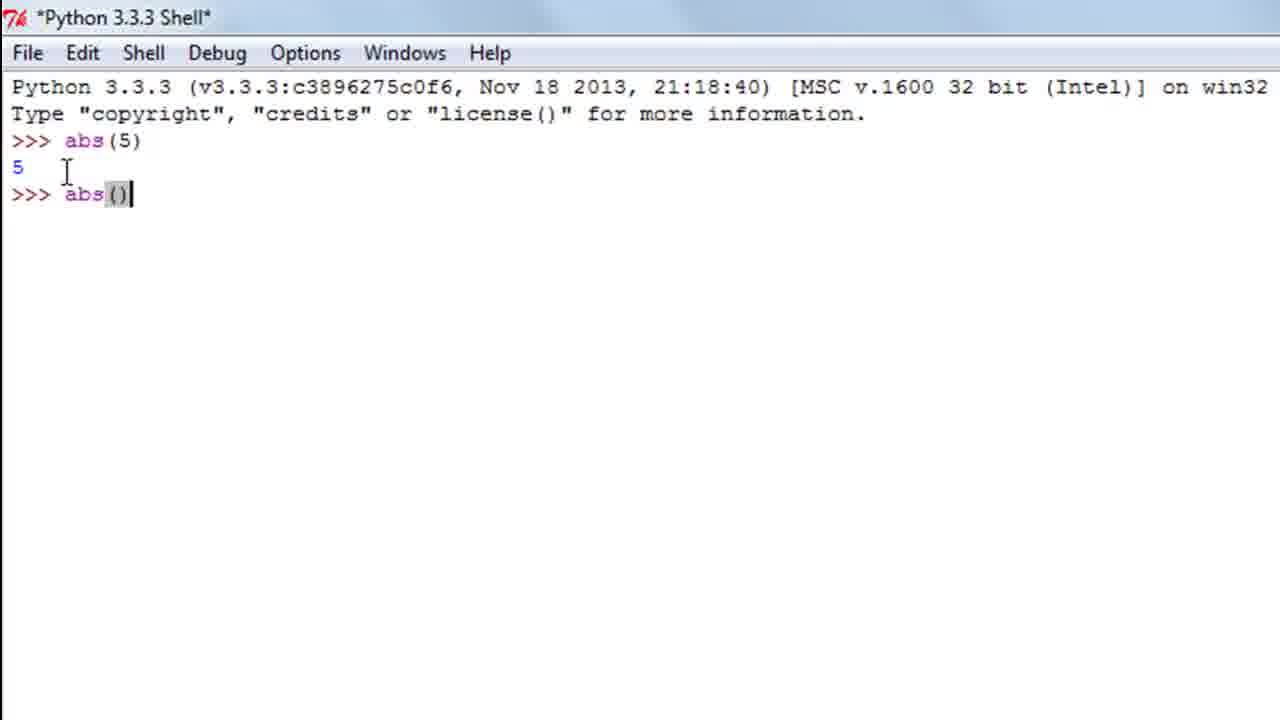 *Python 3.3.3 Shell*
File Edit Shell Debug Options Windows Help
Python 3.3.3 (v3.3.3:c3896275c0f6, Nov 18 2013, 21:18:40) [MSC v.1600 32 bit (Intel)] on win32
Type "copyright", "credits" or "license()" for more information.
>>> abs(5)
5
>>> abs()